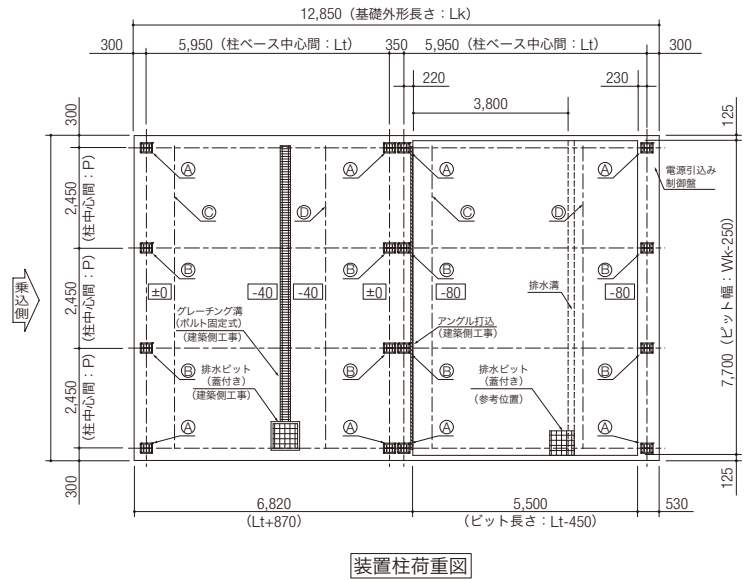 12,850（基礎外形長さ：Lk）
300
5,950（柱ベース中心間：Lt）
350
5,950（柱ベース中心間：Lt）
300
220
230
3,800
300
125
Ⓐ
Ⓐ
Ⓐ
Ⓐ
電源引込み
制御盤
2,450
（柱中心間：P）
Ⓒ
Ⓓ
Ⓒ
Ⓓ
Ⓑ
Ⓑ
Ⓑ
Ⓑ
乗込側
2,450
（柱中心間：P）
±0
-40
-40
±0
-80
-80
グレーチング溝
（ボルト固定式）
（建築側工事）
排水溝
アングル打込
（建築側工事）
7,700（ピット幅：Wk-250）
Ⓑ
Ⓑ
Ⓑ
Ⓑ
排水ピット
（蓋付き）
（建築側工事）
排水ピット
（蓋付き）
（参考位置）
2,450
（柱中心間：P）
Ⓐ
Ⓐ
Ⓐ
Ⓐ
300
125
6,820
（Lt+870）
5,500
（ピット長さ：Lt-450）
530
装置柱荷重図